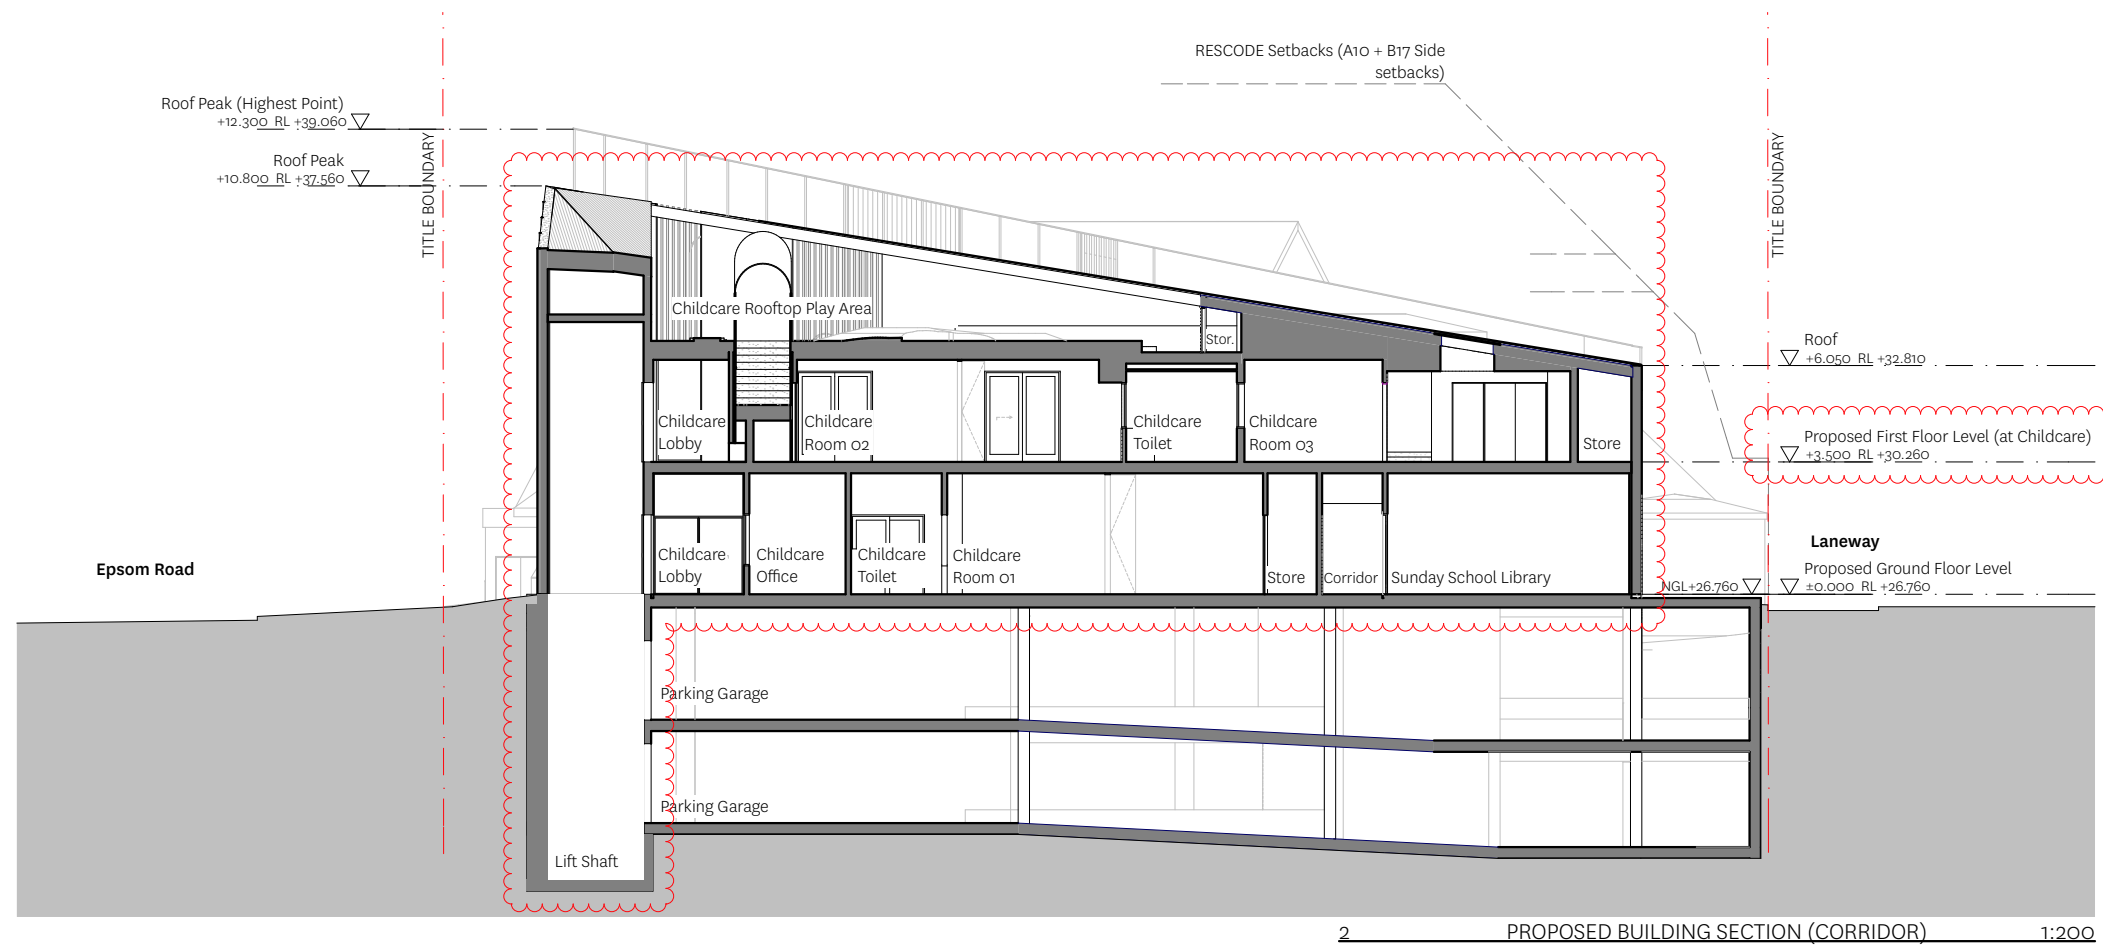 RESCODE Setbacks (A10 + B17 Side
setbacks)
Roof Peak (Highest Point)
+12.300 RL +39.060
Roof Peak
+10.800 RL +37.560
TITLE BOUNDARY
TITLE BOUNDARY
Childcare Rooftop Play Area
Stor.
Roof
+6.050 RL +32.810
Childcare
Lobby
Childcare
Room 02
Childcare
Toilet
Childcare
Room 03
Store
Proposed First Floor Level (at Childcare)
+3.500 RL +30.260
Epsom Road
Childcare
Lobby
Childcare
Office
Childcare
Toilet
Childcare
Room 01
Store
Corridor
Sunday School Library
Laneway
Proposed Ground Floor Level
NGL+26.760
±0.000 RL +26.760
Parking Garage
Parking Garage
Lift Shaft
2 PROPOSED BUILDING SECTION (CORRIDOR) 1:200